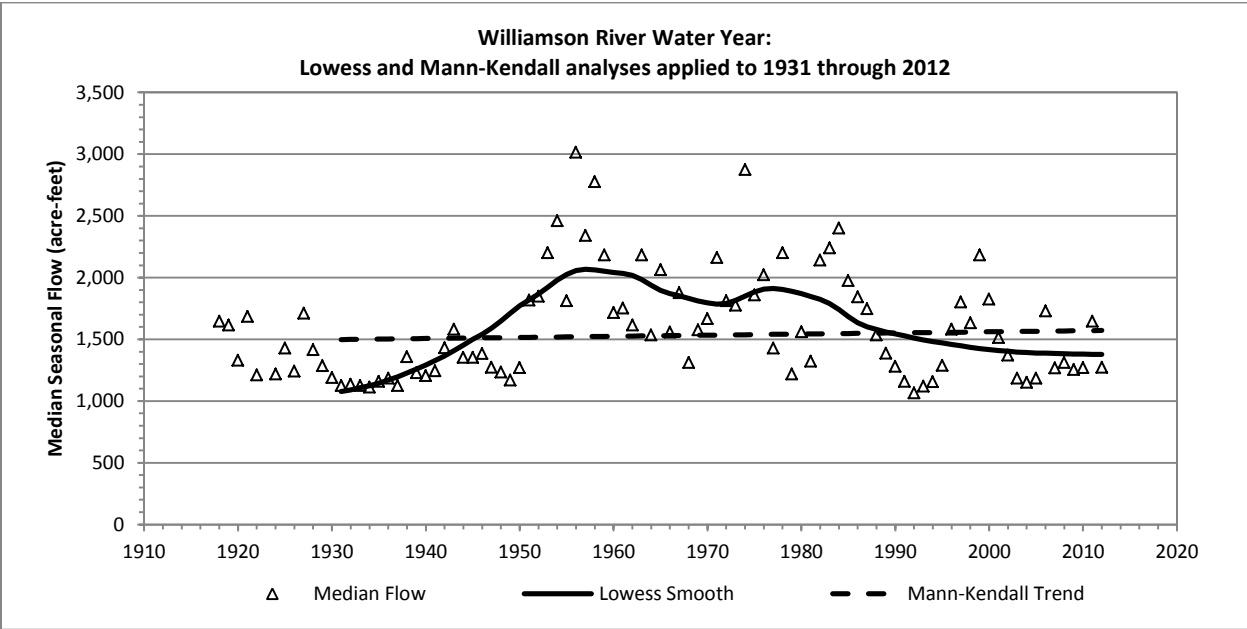 Williamson River Water Year:
Lowess and Mann-Kendall analyses applied to 1931 through 2012
Median Seasonal Flow (acre-feet)
3,500
3,000
2,500
2,000
1,500
1,000
500
0
1910 1920 1930 1940 1950 1960 1970 1980 1990 2000 2010 2020
Median Flow Lowess Smooth Mann-Kendall Trend